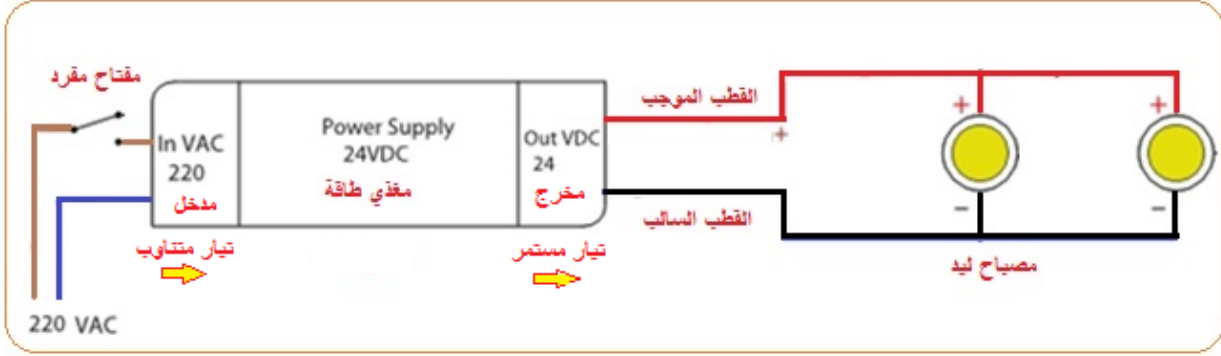 مفتاح مفرد
In VAC
220
مدخل
Power Supply
24VDC
مغذي طاقة
Out VDC
24
مخرج
القطب الموجب
+
+
+
القطب السالب
−
−
تيار متناوب
تيار مستمر
مصباح ليد
220 VAC